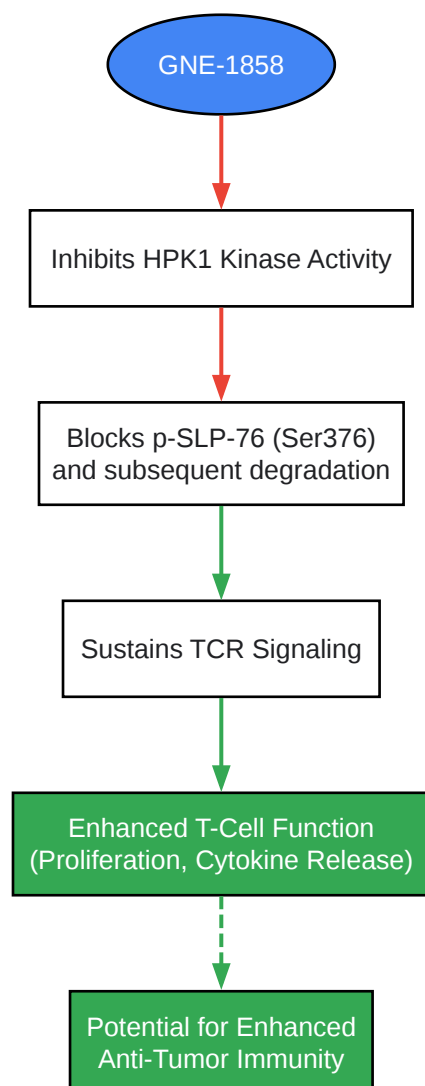 GNE-1858
Inhibits HPK1 Kinase Activity
Blocks p-SLP-76 (Ser376)
and subsequent degradation
Sustains TCR Signaling
Enhanced T-Cell Function
(Proliferation, Cytokine Release)
Potential for Enhanced
Anti-Tumor Immunity